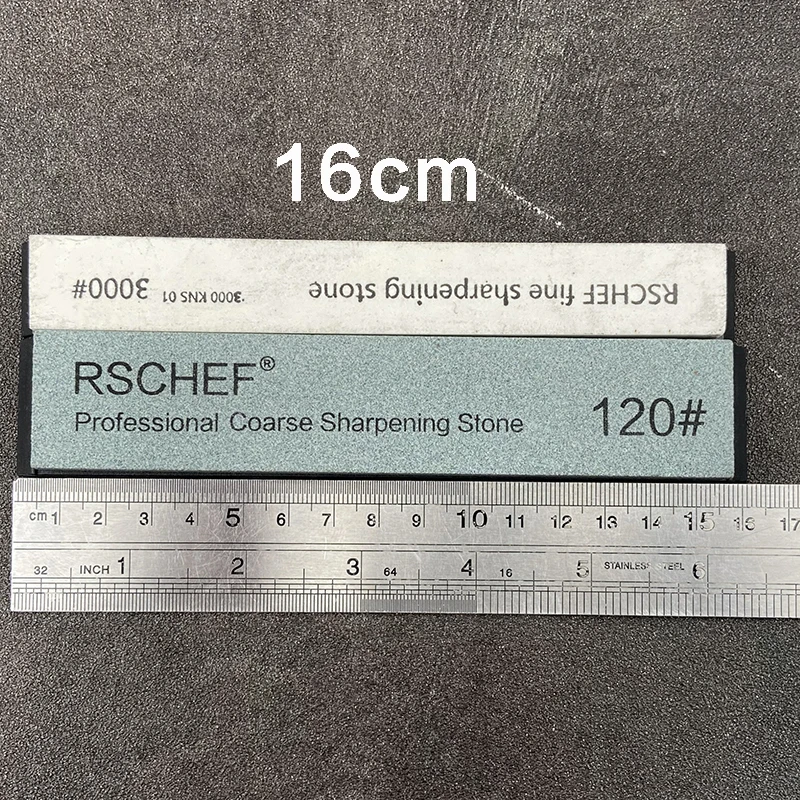 16cm
RSCHEF fine sharpening stone 3000 KNS 01 3000#
RSCHEF®
Professional Coarse Sharpening Stone 120#
cm 1 2 3 4 5 6 7 8 9 10 11 12 13 14 15 16 17
32 INCH 1 2 3 64 4 16 5 STAINLESS STEEL 6